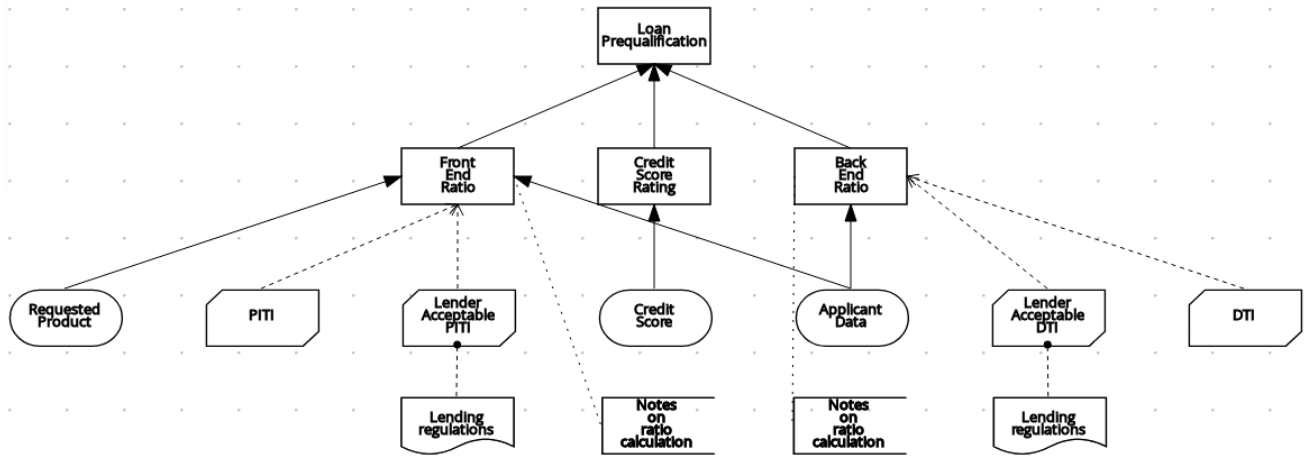 Loan
Prequalification
Front
End
Ratio
Credit
Score
Rating
Back
End
Ratio
Requested
Product
PITI
Lender
Acceptable
PITI
Credit
Score
Applicant
Data
Lender
Acceptable
DTI
DTI
Lending
regulations
Notes
on
ratio
calculation
Notes
on
ratio
calculation
Lending
regulations